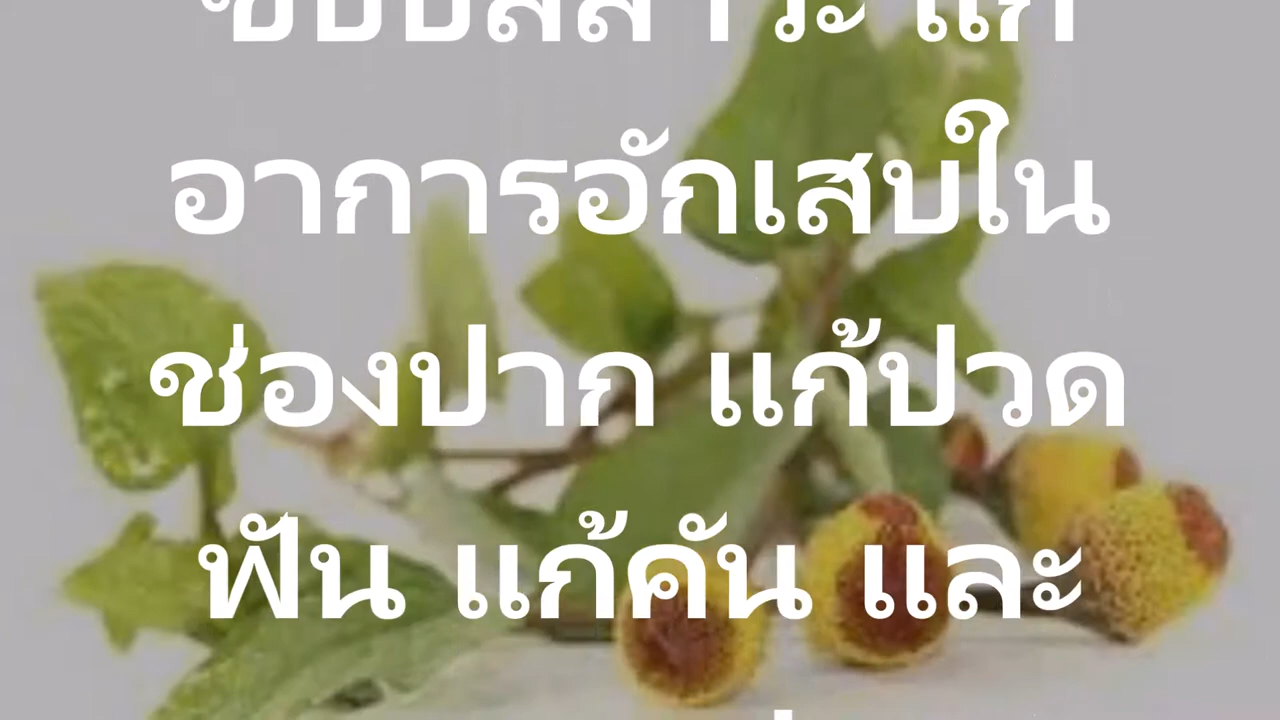 อาการอักเสบใน
ช่องปาก แก้ปวด
ฟัน แก้คัน และ